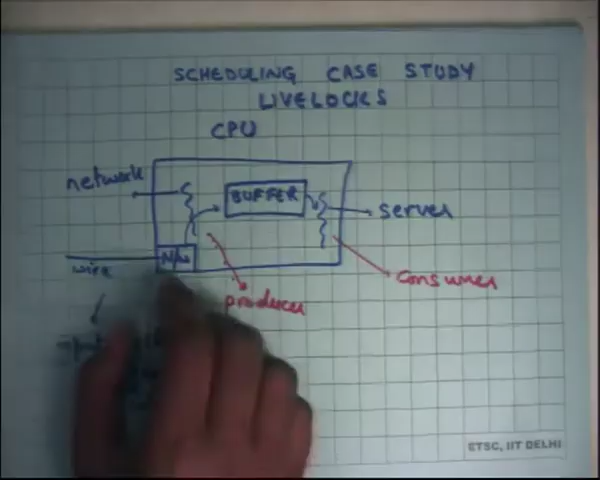 SCHEDULING CASE STUDY
LIVELOCKS
CPU
network
BUFFER
server
N/w
wire
consumer
producer
ETSC, IIT DELHI